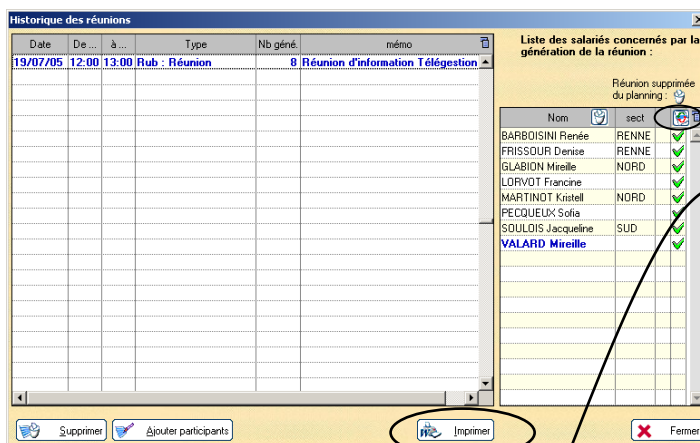 Historique des réunions
Date De ... à ... Type Nb géné. mémo
19/07/05 12:00 13:00 Rub : Réunion 8 Réunion d'information Télégestion
Liste des salariés concernés par la
génération de la réunion :
Réunion supprimée
du planning :
Nom sect
BARBOISINI Renée RENNE
FRISSOUR Denise RENNE
GLABION Mireille NORD
LORVOT Francine
MARTINOT Kristell NORD
PECQUEUX Sofia
SOULOIS Jacqueline SUD
VALARD Mireille
Supprimer Ajouter participants Imprimer Fermer